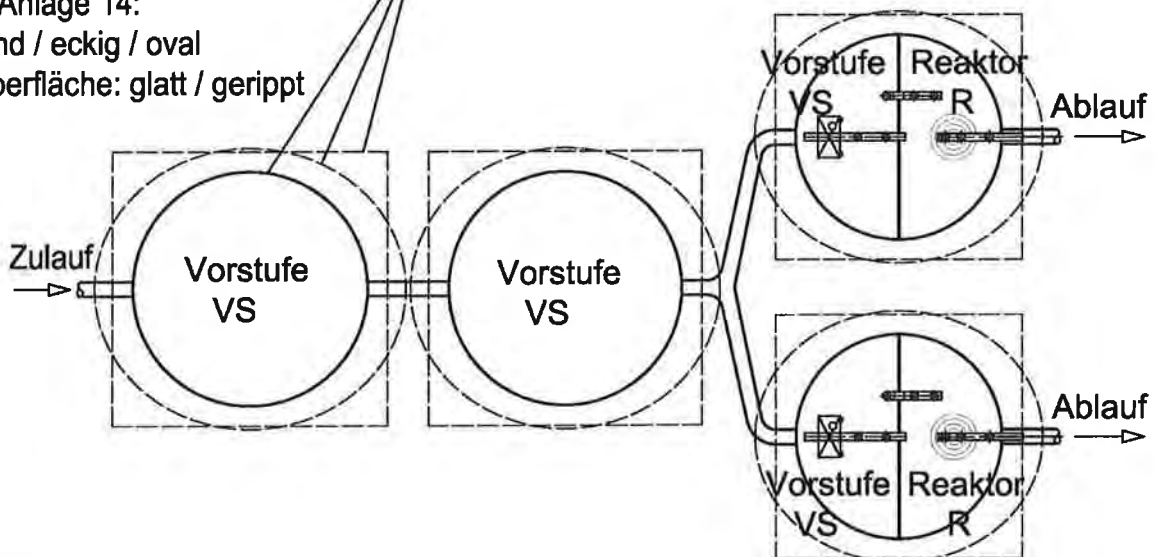 Anlage 14:
nd / eckig / oval
berfläche: glatt / gerippt
Zulauf
Vorstufe
VS
Vorstufe
VS
Vorstufe
VS
Reaktor
R
Ablauf
Vorstufe
VS
Reaktor
R
Ablauf